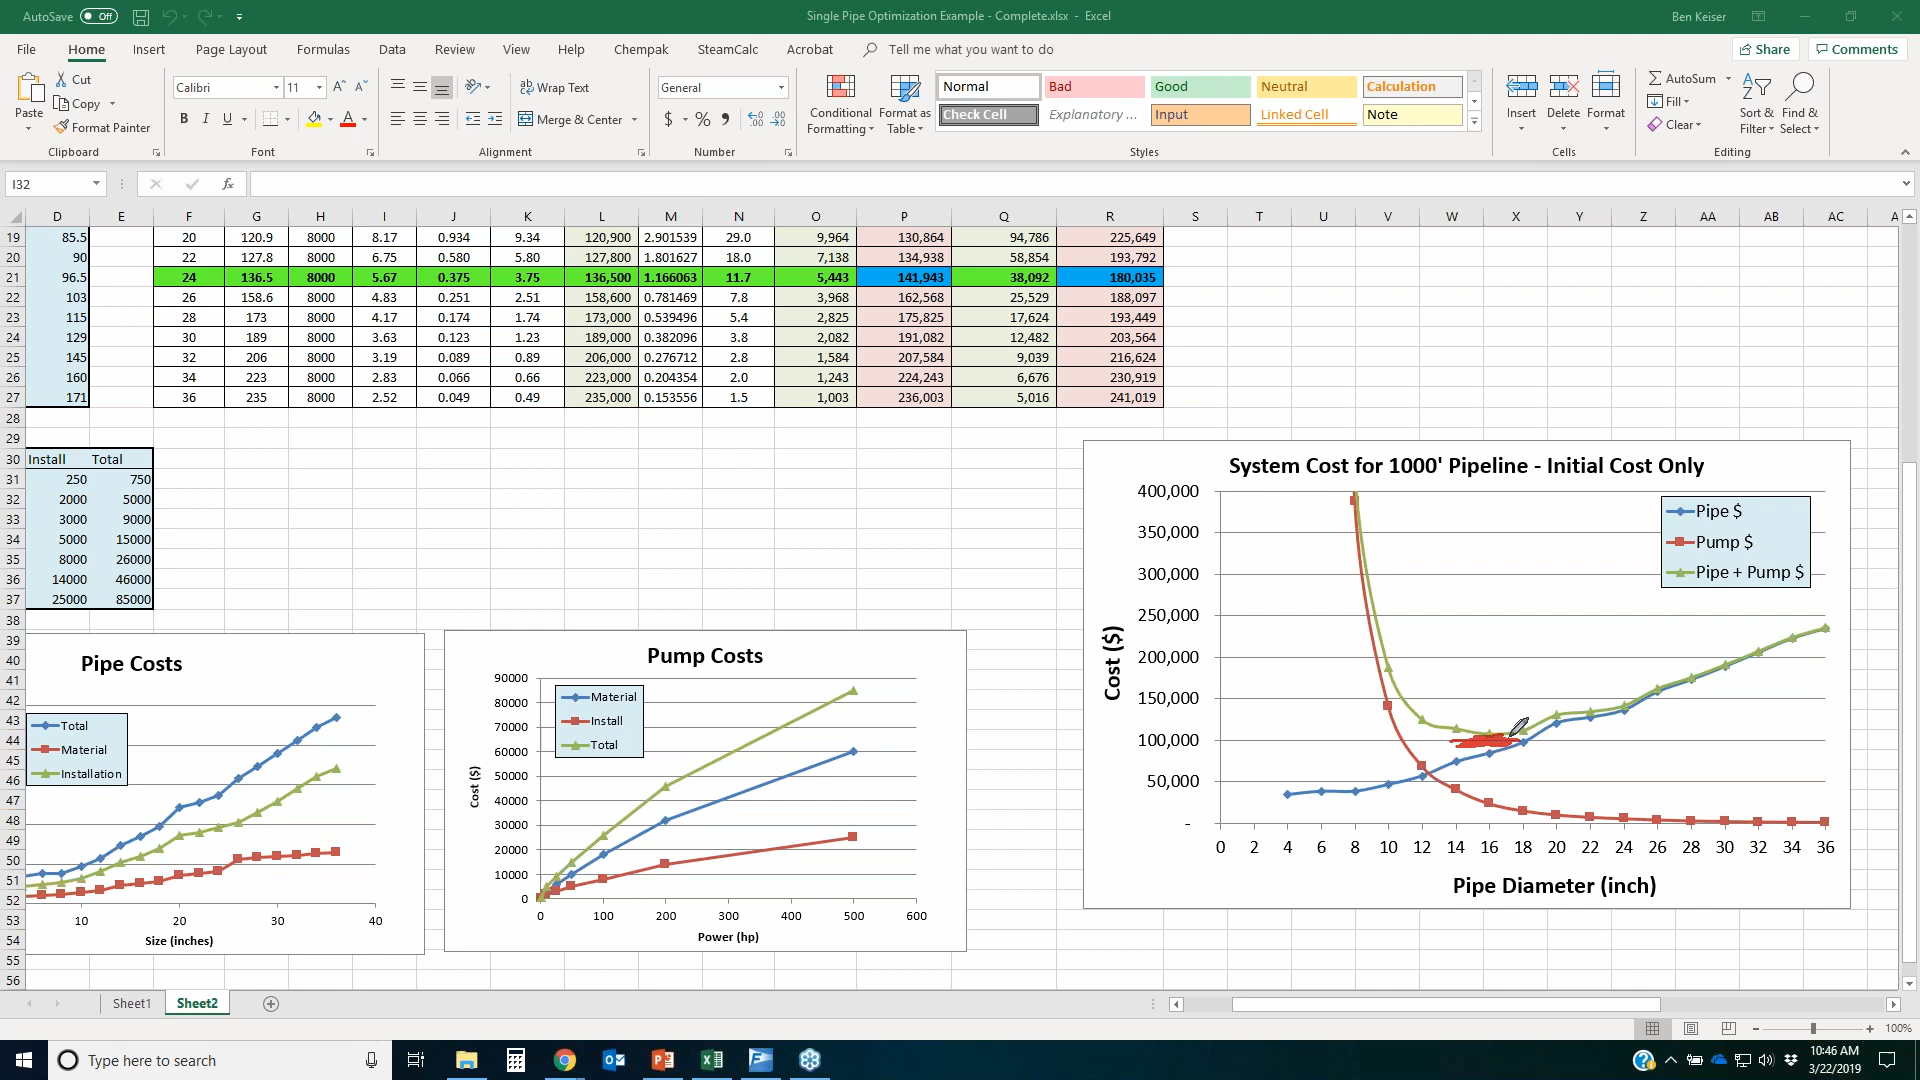 AutoSave Off Single Pipe Optimization Example - Complete.xlsx - Excel Ben Keiser
File Home Insert Page Layout Formulas Data Review View Help Chempak SteamCalc Acrobat Tell me what you want to do Share Comments
Paste Cut Copy Format Painter
Clipboard
Calibri 11
B I U A
Font
Wrap Text
Merge & Center
Alignment
General
$ % 9
Number
Conditional Formatting
Format as Table
Normal Bad Good Neutral Calculation
Check Cell Explanatory ... Input Linked Cell Note
Styles
Insert Delete Format
Cells
AutoSum
Fill
Clear
Sort & Filter
Find & Select
Editing
I32 fx
D E F G H I J K L M N O P Q R S T U V W X Y Z AA AB AC A
19 85.5 20 120.9 8000 8.17 0.934 9.34 120,900 2.901539 29.0 9,964 130,864 94,786 225,649
20 90 22 127.8 8000 6.75 0.580 5.80 127,800 1.801627 18.0 7,138 134,938 58,854 193,792
21 96.5 24 136.5 8000 5.67 0.375 3.75 136,500 1.166063 11.7 5,443 141,943 38,092 180,035
22 103 26 158.6 8000 4.83 0.251 2.51 158,600 0.781469 7.8 3,968 162,568 25,529 188,097
23 115 28 173 8000 4.17 0.174 1.74 173,000 0.539496 5.4 2,825 175,825 17,624 193,449
24 129 30 189 8000 3.63 0.123 1.23 189,000 0.382096 3.8 2,082 191,082 12,482 203,564
25 145 32 206 8000 3.19 0.089 0.89 206,000 0.276712 2.8 1,584 207,584 9,039 216,624
26 160 34 223 8000 2.83 0.066 0.66 223,000 0.204354 2.0 1,243 224,243 6,676 230,919
27 171 36 235 8000 2.52 0.049 0.49 235,000 0.153556 1.5 1,003 236,003 5,016 241,019
28
29
30 Install Total
31 250 750
32 2000 5000
33 3000 9000
34 5000 15000
35 8000 26000
36 14000 46000
37 25000 85000
38
39
40
41
42
43
44
45
46
47
48
49
50
51
52
53
54
55
56
Pipe Costs
Total
Material
Installation
10 20 30 40
Size (inches)
Pump Costs
Material
Install
Total
90000
80000
70000
60000
50000
40000
30000
20000
10000
0
0 100 200 300 400 500 600
Cost ($)
Power (hp)
System Cost for 1000' Pipeline - Initial Cost Only
Pipe $
Pump $
Pipe + Pump $
400,000
350,000
300,000
250,000
200,000
150,000
100,000
50,000
-
0 2 4 6 8 10 12 14 16 18 20 22 24 26 28 30 32 34 36
Cost ($)
Pipe Diameter (inch)
Sheet1 Sheet2
100%
Type here to search
10:46 AM
3/22/2019